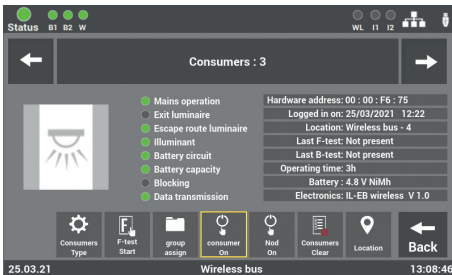 Status B1 B2 W WL I1 I2
Consumers : 3
Mains operation
Exit luminaire
Escape route luminaire
Illuminant
Battery circuit
Battery capacity
Blocking
Data transmission
Hardware address: 00 : 00 : F6 : 75
Logged in on: 25/03/2021 12:22
Location: Wireless bus - 4
Last F-test: Not present
Last B-test: Not present
Operating time: 3h
Battery : 4.8 V NiMh
Electronics: IL-EB wireless V 1.0
Consumers Type
F-test Start
group assign
consumer On
Nod On
Consumers Clear
Location
Back
25.03.21 Wireless bus 13:08:46